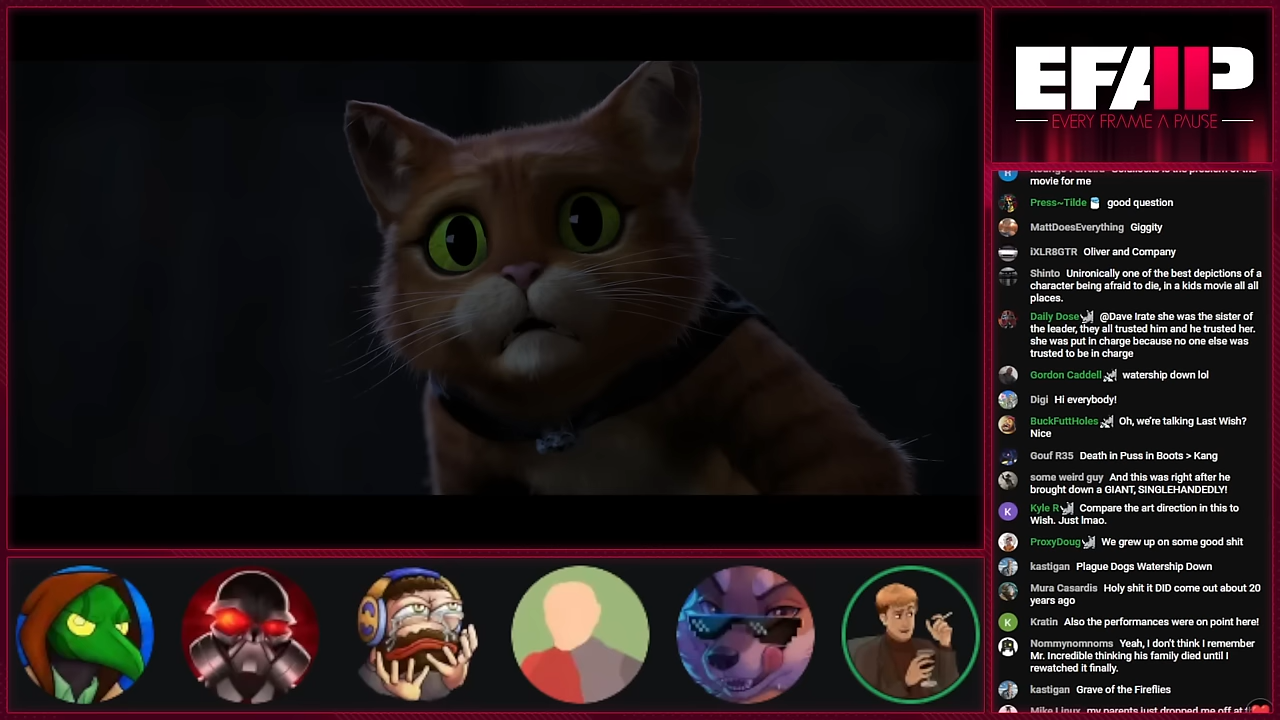 EFAP
EVERY FRAME A PAUSE
movie for me
Press~Tilde good question
MattDoesEverything Giggity
iXLR8GTR Oliver and Company
Shinto Unironically one of the best depictions of a
character being afraid to die, in a kids movie all all
places.
Daily Dose @Dave Irate she was the sister of
the leader, they all trusted him and he trusted her.
she was put in charge because no one else was
trusted to be in charge
Gordon Caddell watership down lol
Digi Hi everybody!
BuckFuttHoles Oh, we're talking Last Wish?
Nice
Gouf R35 Death in Puss in Boots > Kang
some weird guy And this was right after he
brought down a GIANT, SINGLEHANDEDLY!
K
Kyle R Compare the art direction in this to
Wish. Just lmao.
ProxyDoug We grew up on some good shit
kastigan Plague Dogs Watership Down
Mura Casardis Holy shit it DID come out about 20
years ago
K
Kratin Also the performances were on point here!
Nommynomnoms Yeah, I don't think I remember
Mr. Incredible thinking his family died until I
rewatched it finally.
kastigan Grave of the Fireflies
Mike Linux my parents just dropped me off at